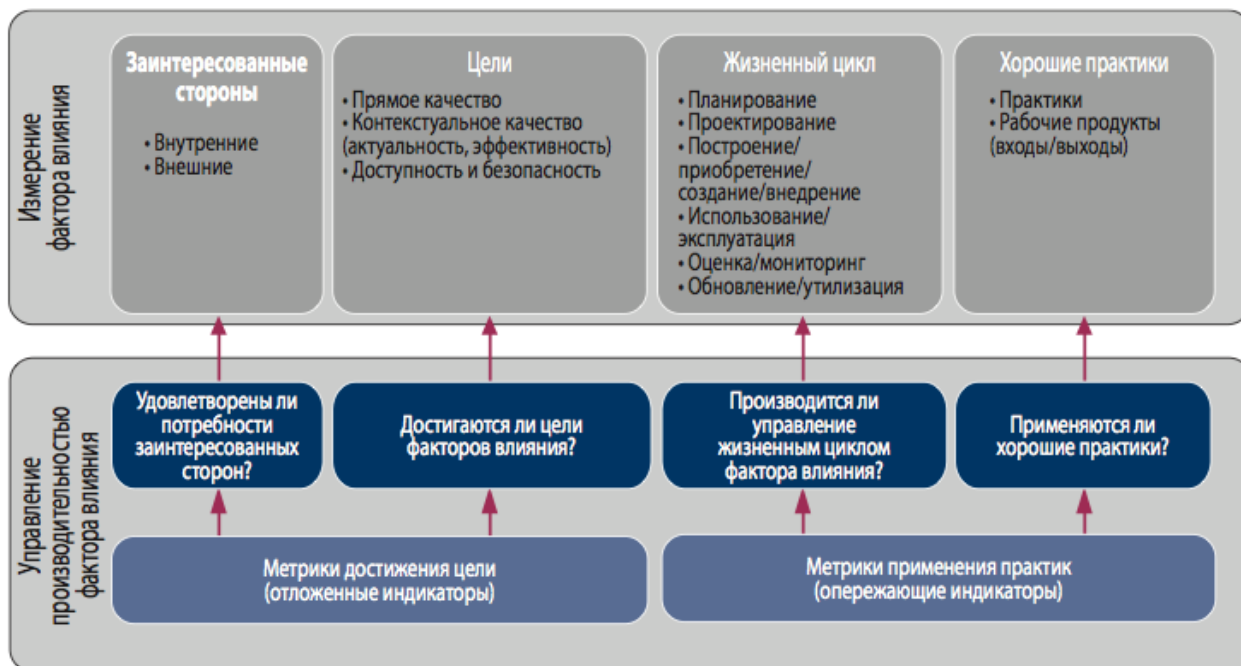 Измерение
фактора влияния
Заинтересованные
стороны
• Внутренние
• Внешние
Цели
• Прямое качество
• Контекстуальное качество
(актуальность, эффективность)
• Доступность и безопасность
Жизненный цикл
• Планирование
• Проектирование
• Построение/
приобретение/
создание/внедрение
• Использование/
эксплуатация
• Оценка/мониторинг
• Обновление/утилизация
Хорошие практики
• Практики
• Рабочие продукты
(входы/выходы)
Управление
производительностью
фактора влияния
Удовлетворены ли
потребности
заинтересованных
сторон?
Достигаются ли цели
факторов влияния?
Производится ли
управление
жизненным циклом
фактора влияния?
Применяются ли
хорошие практики?
Метрики достижения цели
(отложенные индикаторы)
Метрики применения практик
(опережающие индикаторы)